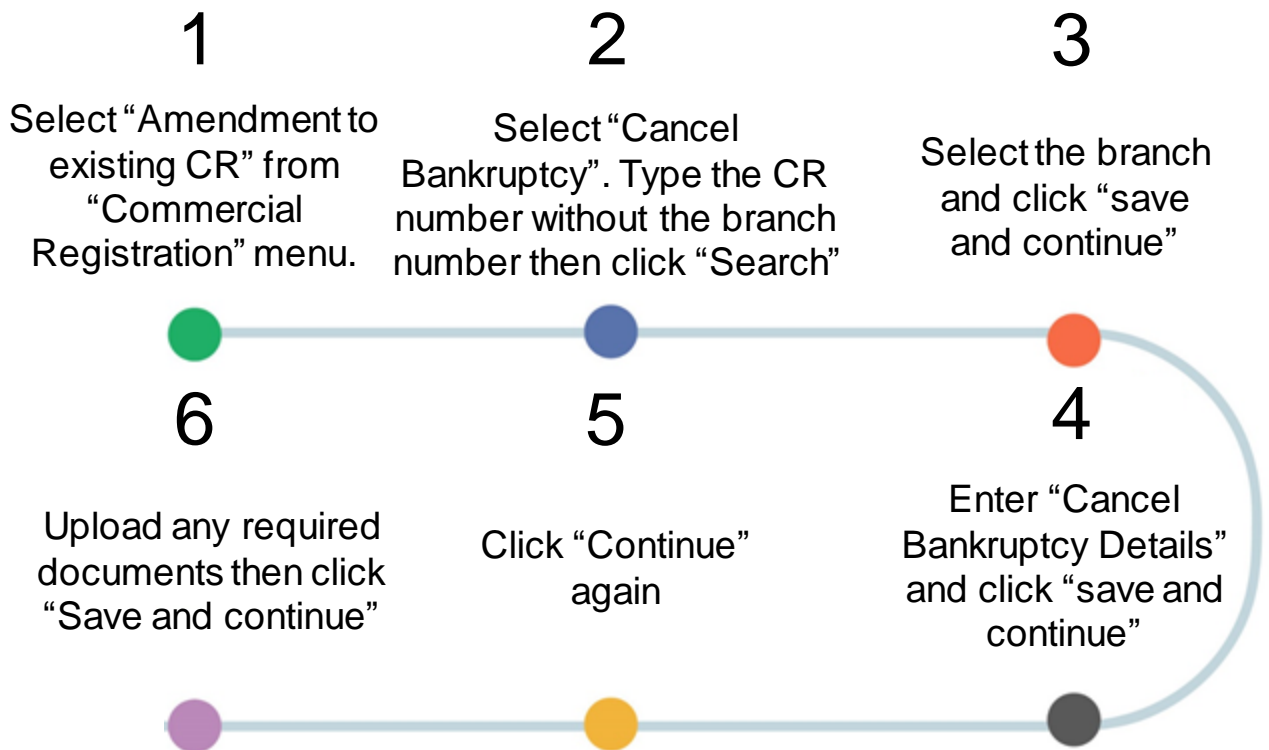 1
Select “Amendment to
existing CR” from
“Commercial
Registration” menu.
2
Select “Cancel
Bankruptcy”. Type the CR
number without the branch
number then click “Search”
3
Select the branch
and click “save
and continue”
4
Enter “Cancel
Bankruptcy Details”
and click “save and
continue”
5
Click “Continue”
again
6
Upload any required
documents then click
“Save and continue”